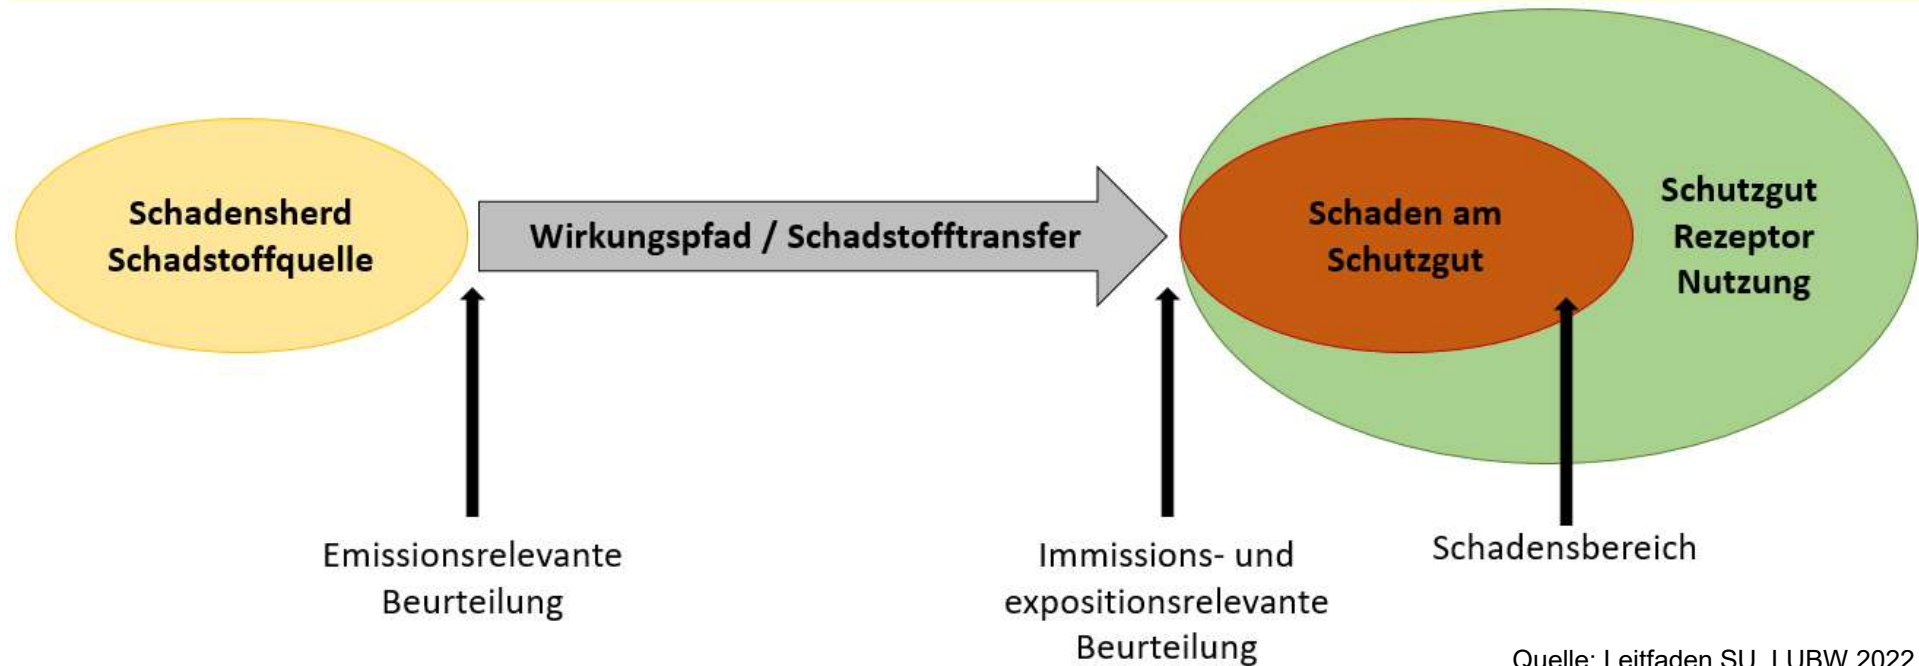 Schadensherd
Schadstoffquelle
Wirkungspfad / Schadstofftransfer
Schaden am
Schutzgut
Schutzgut
Rezeptor
Nutzung
Emissionsrelevante
Beurteilung
Immissions- und
expositionsrelevante
Beurteilung
Schadensbereich
Quelle: Leitfaden SU, LUBW 2022